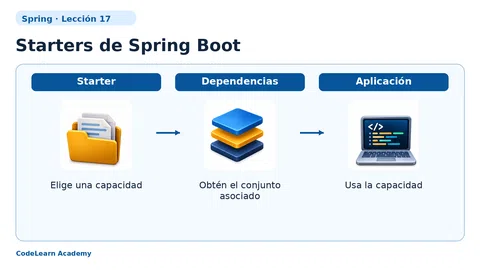 Spring · Lección 17
Starters de Spring Boot
Starter
Dependencias
Aplicación
</>
Elige una capacidad
Obtén el conjunto
asociado
Usa la capacidad
CodeLearn Academy